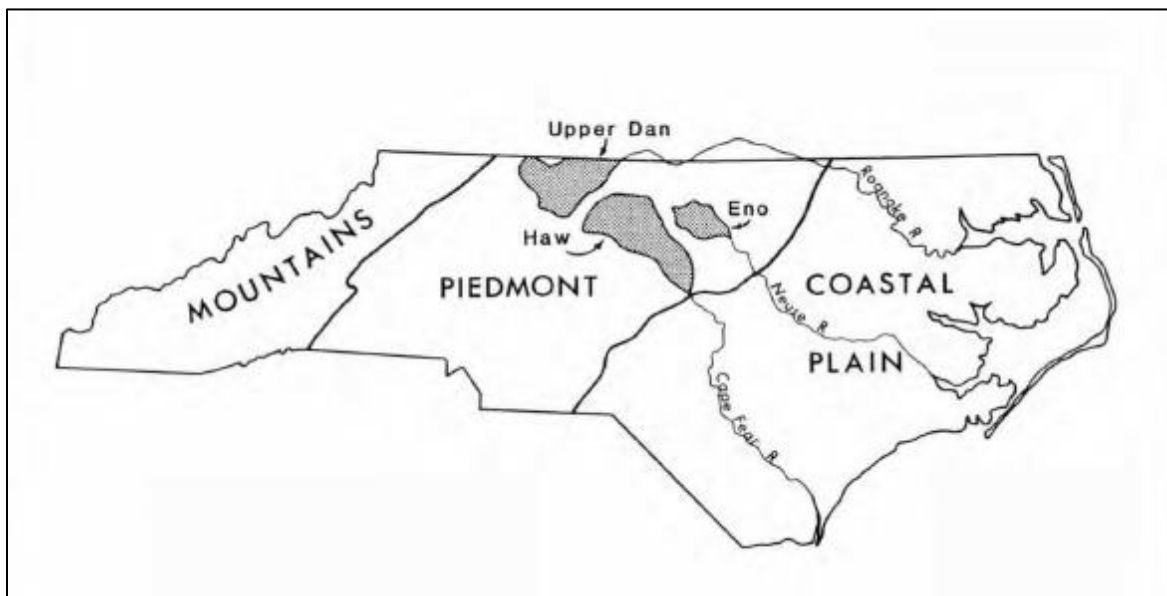 Upper Dan
Roanoke R
Eno
Haw
MOUNTAINS
PIEDMONT
COASTAL
Neuse R.
PLAIN
Cape Fear R.